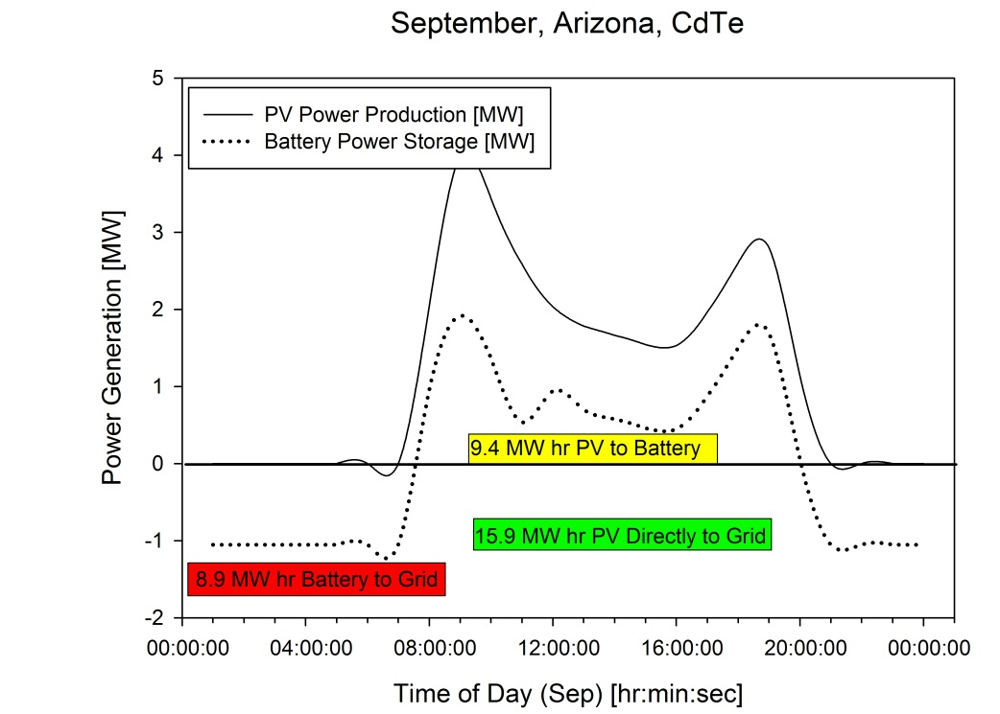 September, Arizona, CdTe
5
PV Power Production [MW]
Battery Power Storage [MW]
4
3
2
1
0
-1
-2
Power Generation [MW]
9.4 MW hr PV to Battery
15.9 MW hr PV Directly to Grid
8.9 MW hr Battery to Grid
00:00:00 04:00:00 08:00:00 12:00:00 16:00:00 20:00:00 00:00:00
Time of Day (Sep) [hr:min:sec]